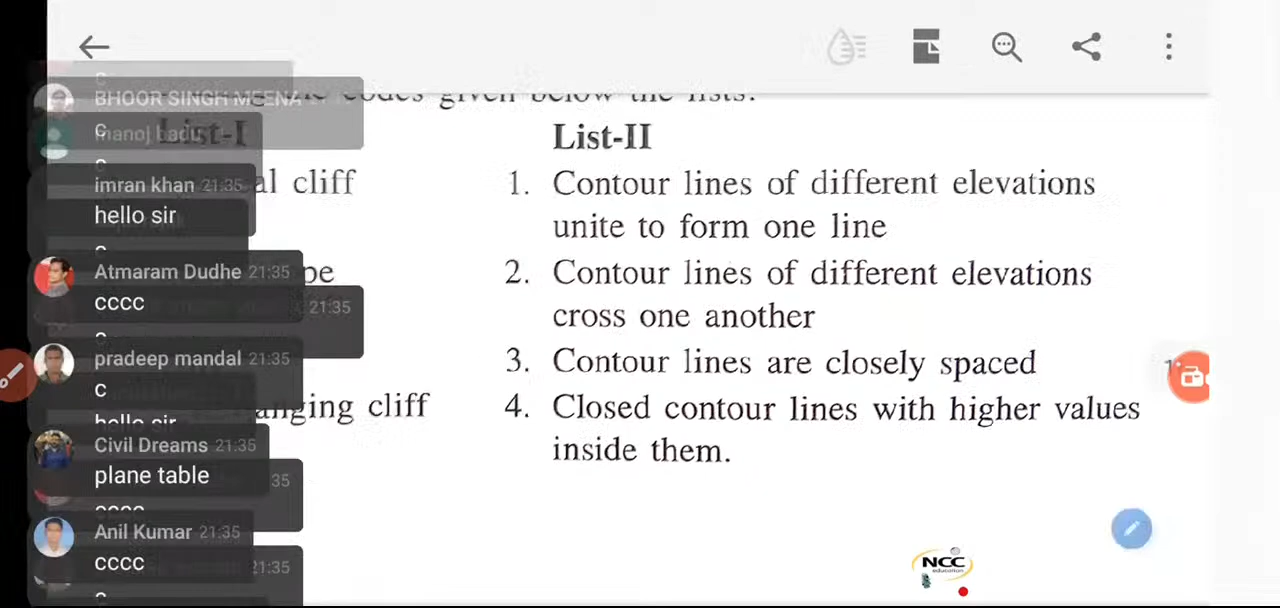 codes given below the lists:
BHOOR SINGH MEENA
manoj badu
List-I
List-II
imran khan 21:35
hello sir
al cliff
1. Contour lines of different elevations
unite to form one line
Atmaram Dudhe 21:35
cccc
pe
21:35
2. Contour lines of different elevations
cross one another
pradeep mandal 21:35
C
hello sir
3. Contour lines are closely spaced
anging cliff
4. Closed contour lines with higher values
inside them.
Civil Dreams 21:35
plane table
35
Anil Kumar 21:35
cccc
21:35
NCC
education